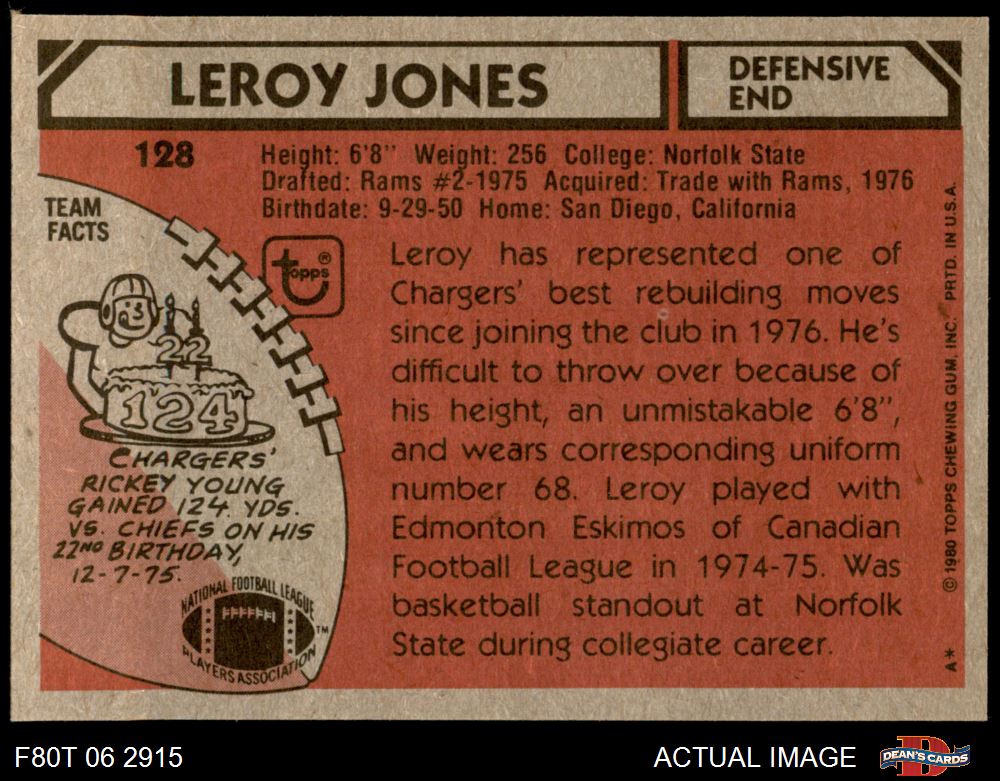 LEROY JONES
DEFENSIVE
END
128
Height: 6'8" Weight: 256 College: Norfolk State
Drafted: Rams #2-1975 Acquired: Trade with Rams, 1976
Birthdate: 9-29-50 Home: San Diego, California
TEAM
FACTS
topps®
22
124
CHARGERS'
RICKEY YOUNG
GAINED 124 YDS.
VS. CHIEFS ON HIS
22ND BIRTHDAY,
12-7-75.
NATIONAL FOOTBALL LEAGUE
PLAYERS ASSOCIATION
TM
Leroy has represented one of
Chargers' best rebuilding moves
since joining the club in 1976. He's
difficult to throw over because of
his height, an unmistakable 6'8",
and wears corresponding uniform
number 68. Leroy played with
Edmonton Eskimos of Canadian
Football League in 1974-75. Was
basketball standout at Norfolk
State during collegiate career.
A* © 1980 TOPPS CHEWING GUM, INC. PRTD. IN U.S.A.
F80T 06 2915
ACTUAL IMAGE
D
DEAN'S CARDS